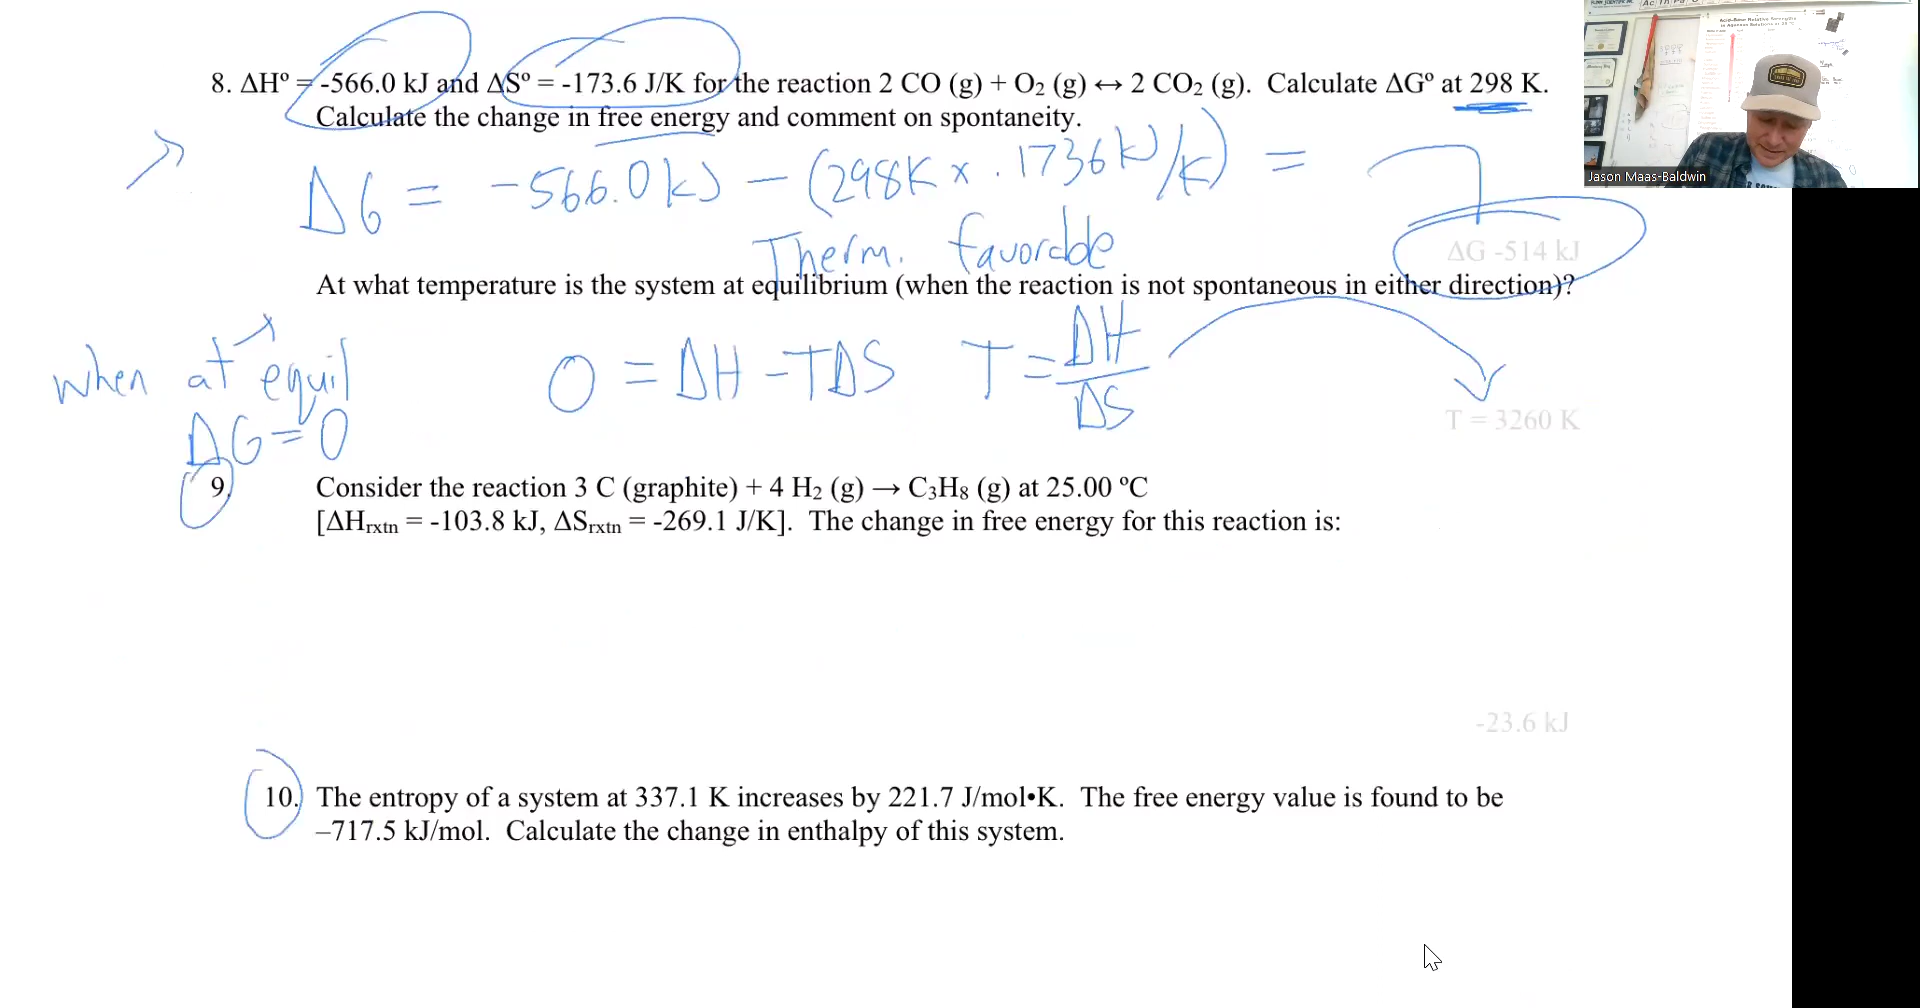 8. ΔHº = -566.0 kJ and ΔSº = -173.6 J/K for the reaction 2 CO (g) + O₂ (g) ↔ 2 CO₂ (g). Calculate ΔGº at 298 K.
Calculate the change in free energy and comment on spontaneity.
ΔG = -566.0 kJ - (298K x .1736 kJ/K) =
Therm. favorable
ΔG -514 kJ
At what temperature is the system at equilibrium (when the reaction is not spontaneous in either direction)?
when at equil
ΔG = 0
0 = ΔH - TΔS T = ΔH/ΔS
T = 3260 K
9. Consider the reaction 3 C (graphite) + 4 H₂ (g) → C₃H₈ (g) at 25.00 ºC
[ΔHrxtn = -103.8 kJ, ΔSrxtn = -269.1 J/K]. The change in free energy for this reaction is:
-23.6 kJ
10. The entropy of a system at 337.1 K increases by 221.7 J/mol•K. The free energy value is found to be
–717.5 kJ/mol. Calculate the change in enthalpy of this system.
Jason Maas-Baldwin